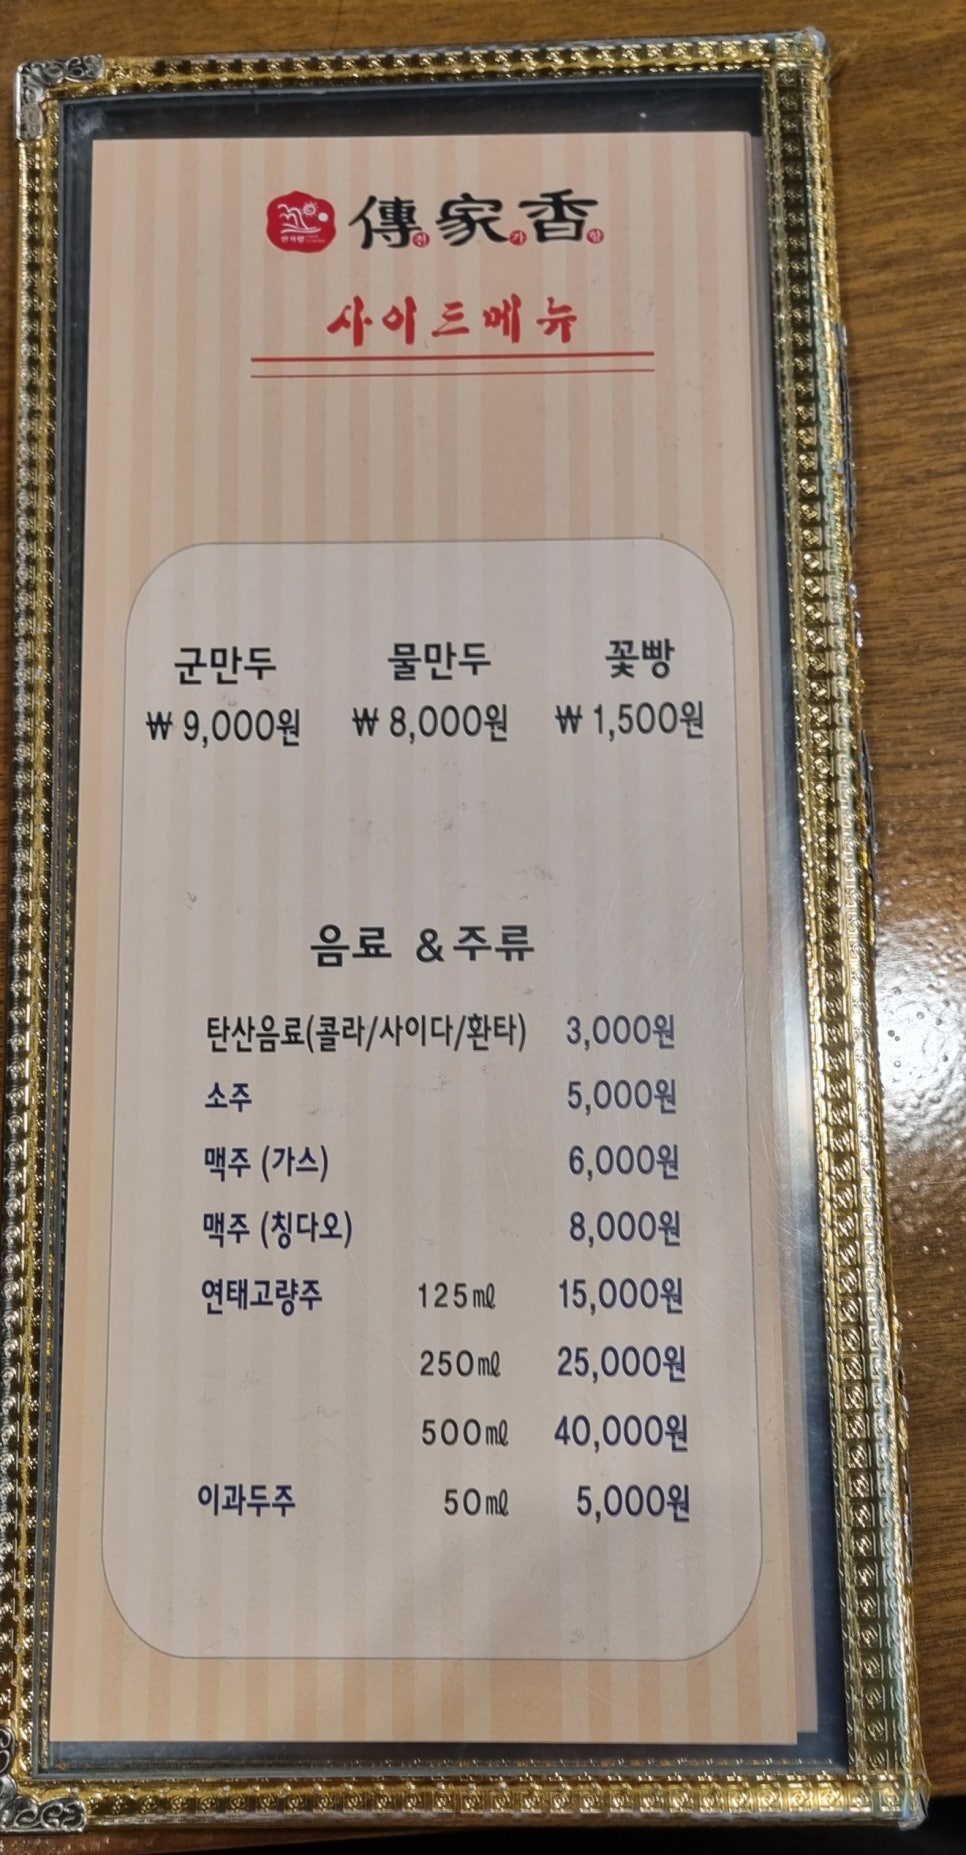 傳家香
전 가 향
사이드메뉴
군만두 물만두 꽃빵
₩ 9,000원 ₩ 8,000원 ₩ 1,500원
음료 & 주류
탄산음료(콜라/사이다/환타) 3,000원
소주 5,000원
맥주 (가스) 6,000원
맥주 (칭다오) 8,000원
연태고량주 125㎖ 15,000원
250㎖ 25,000원
500㎖ 40,000원
이과두주 50㎖ 5,000원